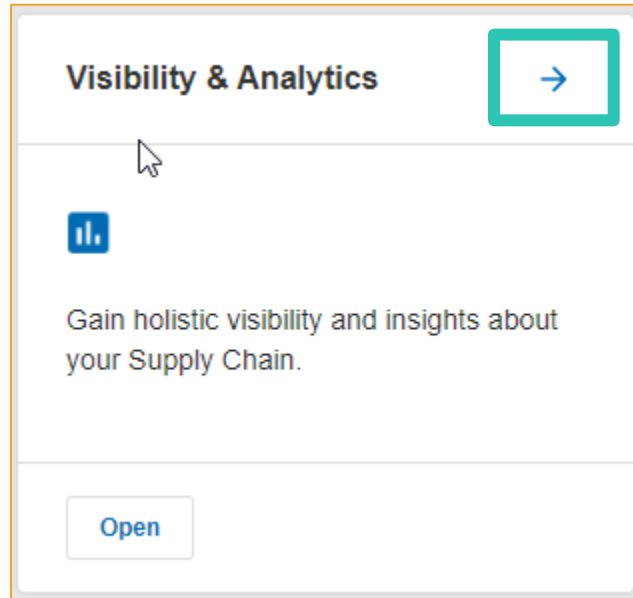 Visibility & Analytics
Gain holistic visibility and insights about
your Supply Chain.
Open